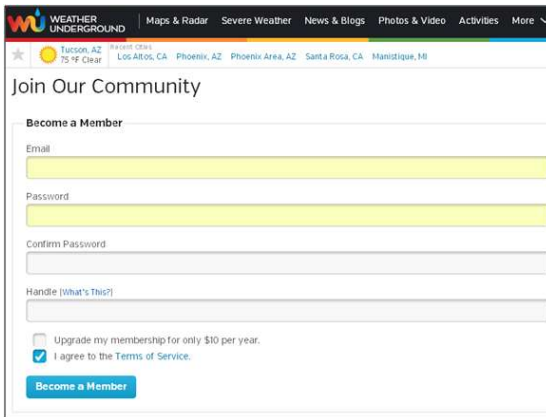 WEATHER UNDERGROUND
Maps & Radar Severe Weather News & Blogs Photos & Video Activities More
Tucson, AZ
75 °F Clear
Recent Cities
Los Altos, CA Phoenix, AZ Phoenix Area, AZ Santa Rosa, CA Manistique, MI
Join Our Community
Become a Member
Email
Password
Confirm Password
Handle [What's This?]
Upgrade my membership for only $10 per year.
I agree to the Terms of Service.
Become a Member